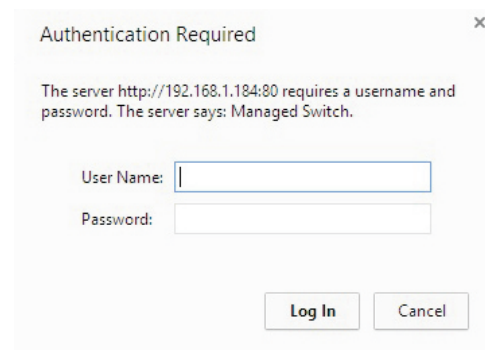 Authentication Required
The server http://192.168.1.184:80 requires a username and
password. The server says: Managed Switch.
User Name:
Password:
Log In Cancel